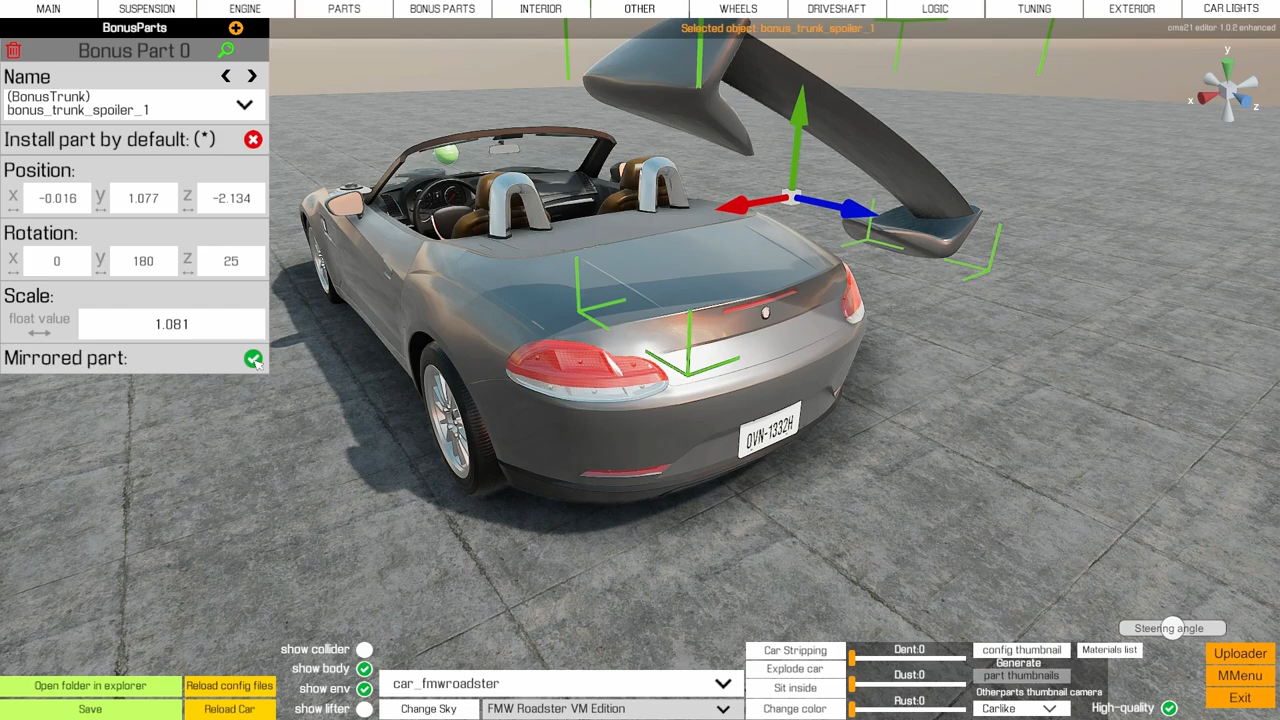 MAIN SUSPENSION ENGINE PARTS BONUS PARTS INTERIOR OTHER WHEELS DRIVESHAFT LOGIC TUNING EXTERIOR CAR LIGHTS
BonusParts
Selected object: bonus_trunk_spoiler_1
cms21 editor 1.0.2 enhanced
Bonus Part 0
Name
(BonusTrunk)
bonus_trunk_spoiler_1
Install part by default: (*)
Position:
x -0.016 y 1.077 z -2.134
Rotation:
x 0 y 180 z 25
Scale:
float value 1.081
Mirrored part:
y
x
z
OVN-1332H
Steering angle
show collider
show body
show env
show lifter
Open folder in explorer Reload config files
Save Reload Car
car_fmwroadster
Change Sky FMW Roadster VM Edition
Car Stripping
Explode car
Sit inside
Change color
Dent:0
Dust:0
Rust:0
config thumbnail Materials list
Generate
part thumbnails
Otherparts thumbnail camera
Carlike High-quality
Uploader
MMenu
Exit